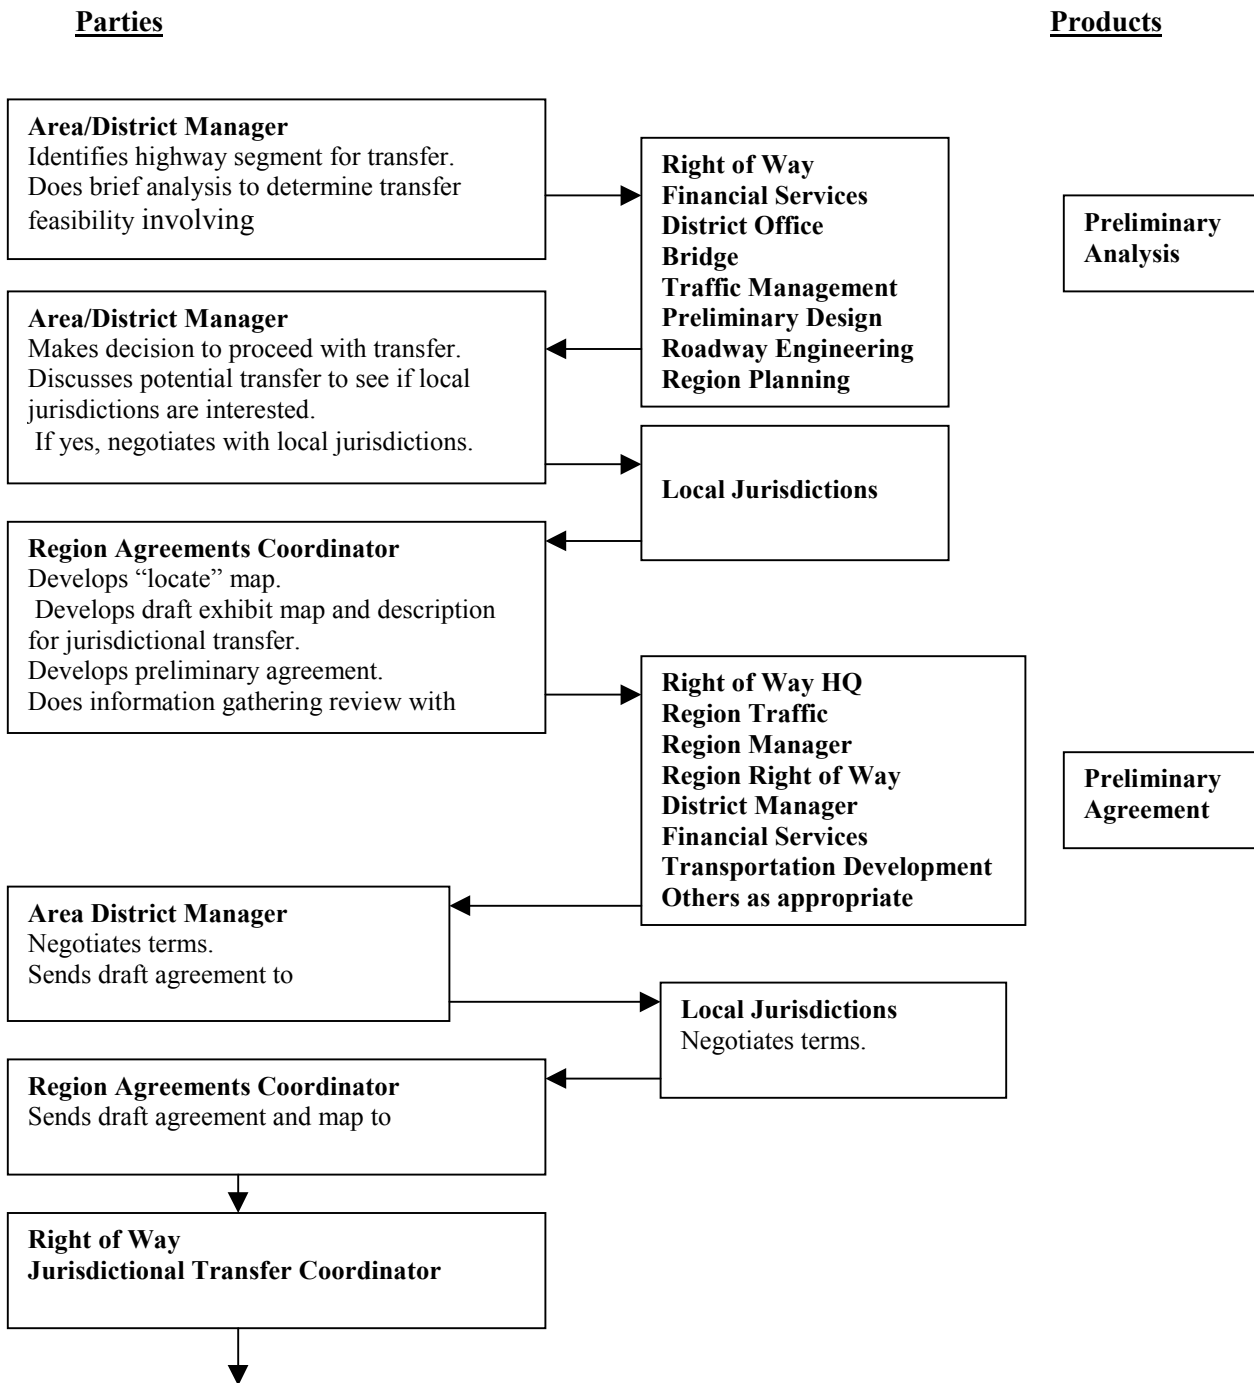 Parties
Products
Area/District Manager
Identifies highway segment for transfer.
Does brief analysis to determine transfer
feasibility involving
Right of Way
Financial Services
District Office
Bridge
Traffic Management
Preliminary Design
Roadway Engineering
Region Planning
Preliminary
Analysis
Area/District Manager
Makes decision to proceed with transfer.
Discusses potential transfer to see if local
jurisdictions are interested.
If yes, negotiates with local jurisdictions.
Local Jurisdictions
Region Agreements Coordinator
Develops “locate” map.
Develops draft exhibit map and description
for jurisdictional transfer.
Develops preliminary agreement.
Does information gathering review with
Right of Way HQ
Region Traffic
Region Manager
Region Right of Way
District Manager
Financial Services
Transportation Development
Others as appropriate
Preliminary
Agreement
Area District Manager
Negotiates terms.
Sends draft agreement to
Local Jurisdictions
Negotiates terms.
Region Agreements Coordinator
Sends draft agreement and map to
Right of Way
Jurisdictional Transfer Coordinator